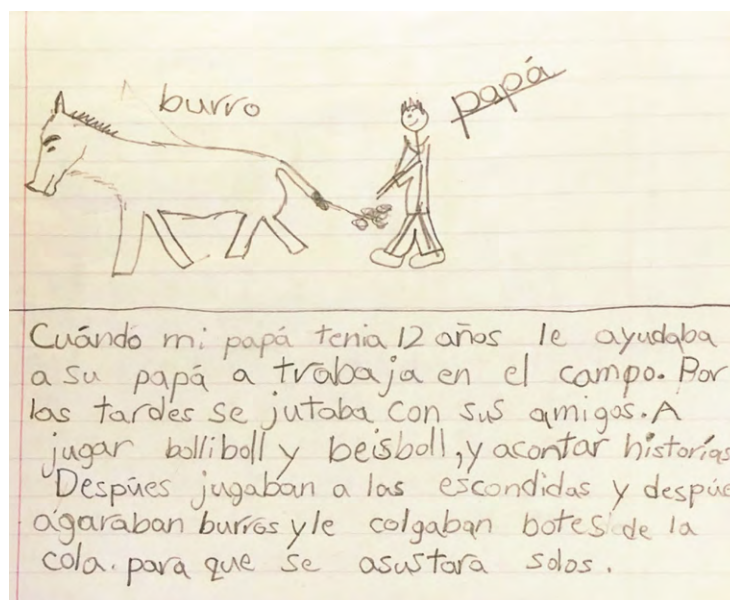 burro
papá
Cuándo mi papá tenia 12 años le ayudaba
a su papá a trabaja en el campo. Por
las tardes se jutaba con sus amigos. A
jugar bolliboll y beisboll, y acontar historías
Despúes jugaban a las escondidas y despúe
agaraban burros y le colgaban botes de la
cola. para que se asustara solos.